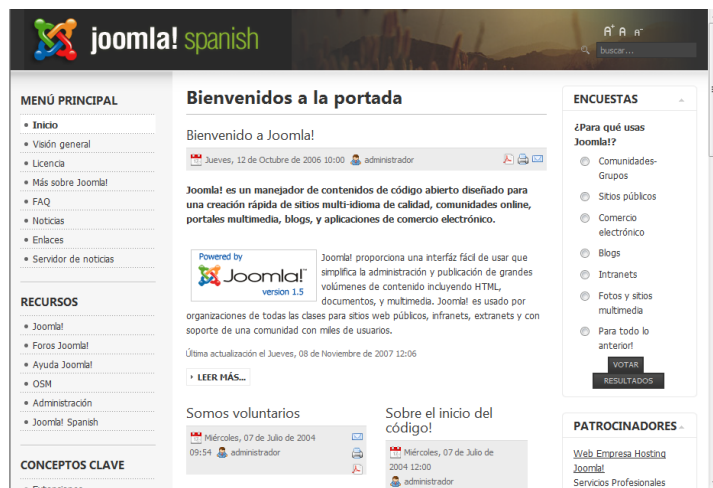 joomla! spanish
A+ A A-
buscar...
MENÚ PRINCIPAL
Inicio
Visión general
Licencia
Más sobre Joomla!
FAQ
Noticias
Enlaces
Servidor de noticias
RECURSOS
Joomla!
Foros Joomla!
Ayuda Joomla!
OSM
Administración
Joomla! Spanish
CONCEPTOS CLAVE
Bienvenidos a la portada
Bienvenido a Joomla!
Jueves, 12 de Octubre de 2006 10:00 administrador
Joomla! es un manejador de contenidos de código abierto diseñado para
una creación rápida de sitios multi-idioma de calidad, comunidades online,
portales multimedia, blogs, y aplicaciones de comercio electrónico.
Powered by
Joomla!
version 1.5
Joomla! proporciona una interfáz fácil de usar que
simplifica la administración y publicación de grandes
volúmenes de contenido incluyendo HTML,
documentos, y multimedia. Joomla! es usado por
organizaciones de todas las clases para sitios web públicos, infranets, extranets y con
soporte de una comunidad con miles de usuarios.
Última actualización el Jueves, 08 de Noviembre de 2007 12:06
LEER MÁS...
Somos voluntarios
Miércoles, 07 de Julio de 2004
09:54 administrador
Sobre el inicio del
código!
Miércoles, 07 de Julio de
2004 12:00
administrador
ENCUESTAS
¿Para qué usas
Joomla!?
Comunidades-
Grupos
Sitios públicos
Comercio
electrónico
Blogs
Intranets
Fotos y sitios
multimedia
Para todo lo
anterior!
VOTAR
RESULTADOS
PATROCINADORES
Web Empresa Hosting
Joomla!
Servicios Profesionales